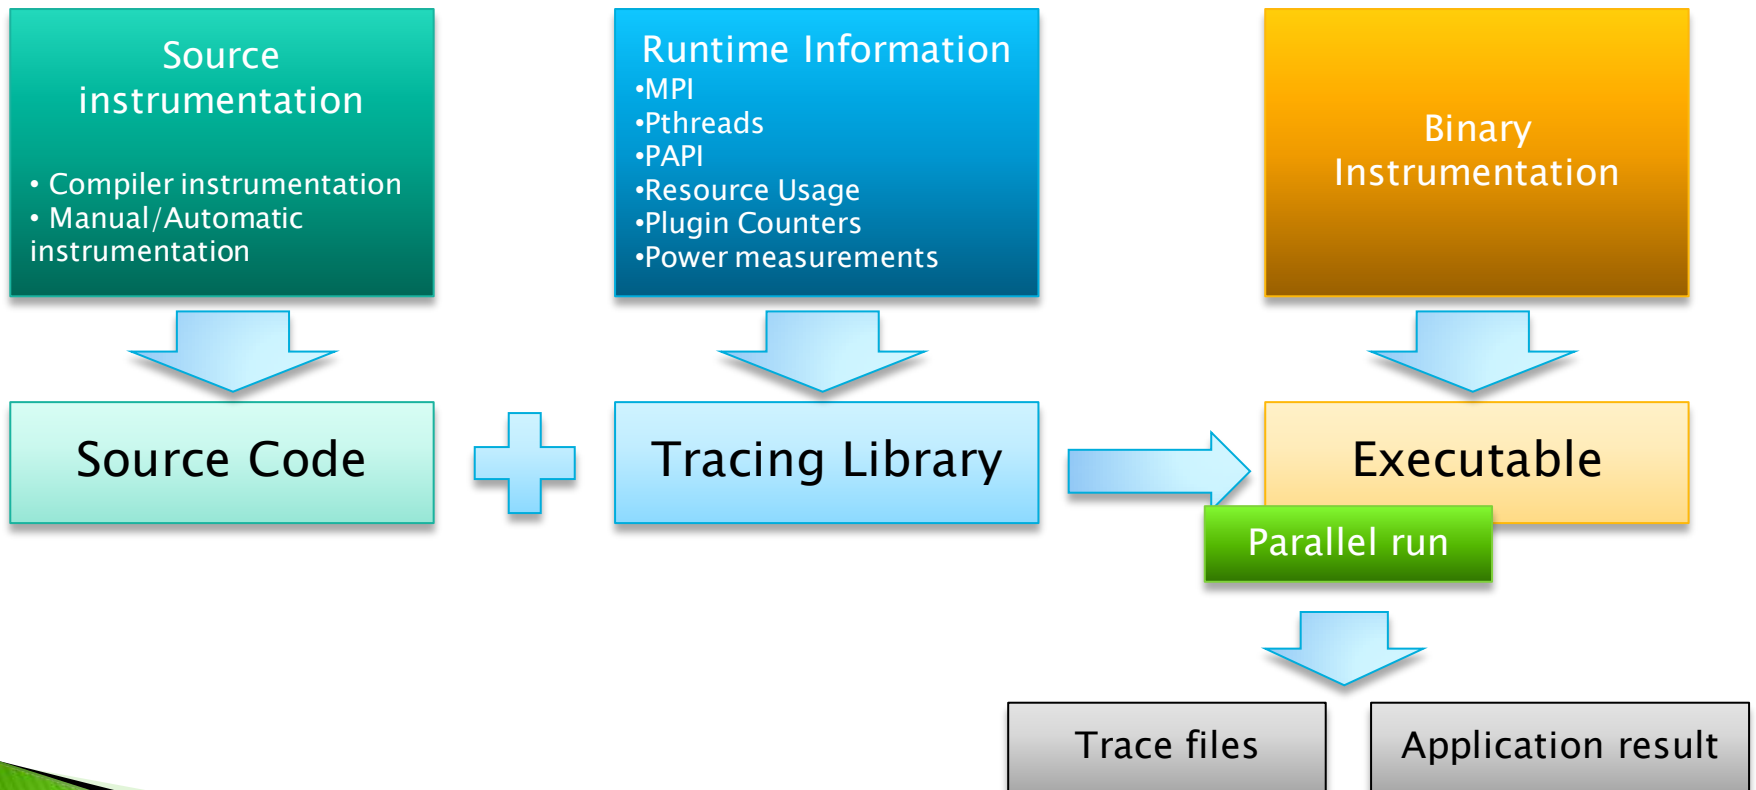 Source
instrumentation
• Compiler instrumentation
• Manual/Automatic
instrumentation
Runtime Information
•MPI
•Pthreads
•PAPI
•Resource Usage
•Plugin Counters
•Power measurements
Binary
Instrumentation
Source Code
Tracing Library
Executable
Parallel run
Trace files
Application result